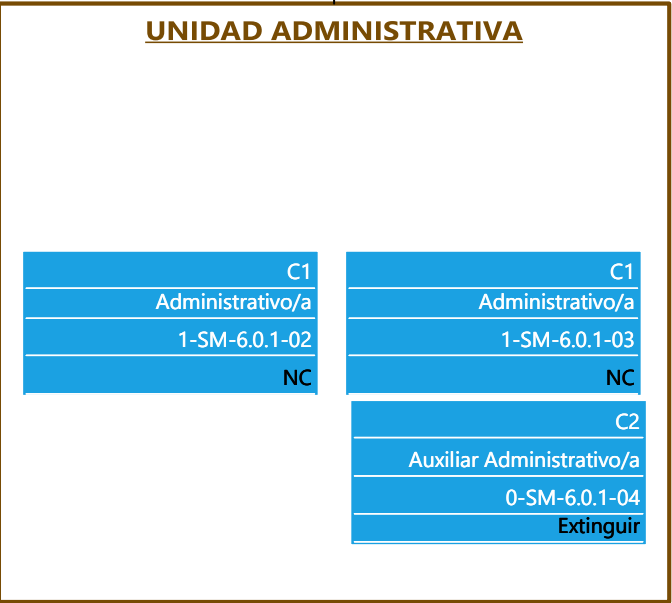 UNIDAD ADMINISTRATIVA
C1
Administrativo/a
1-SM-6.0.1-02
NC
C1
Administrativo/a
1-SM-6.0.1-03
NC
C2
Auxiliar Administrativo/a
0-SM-6.0.1-04
Extinguir